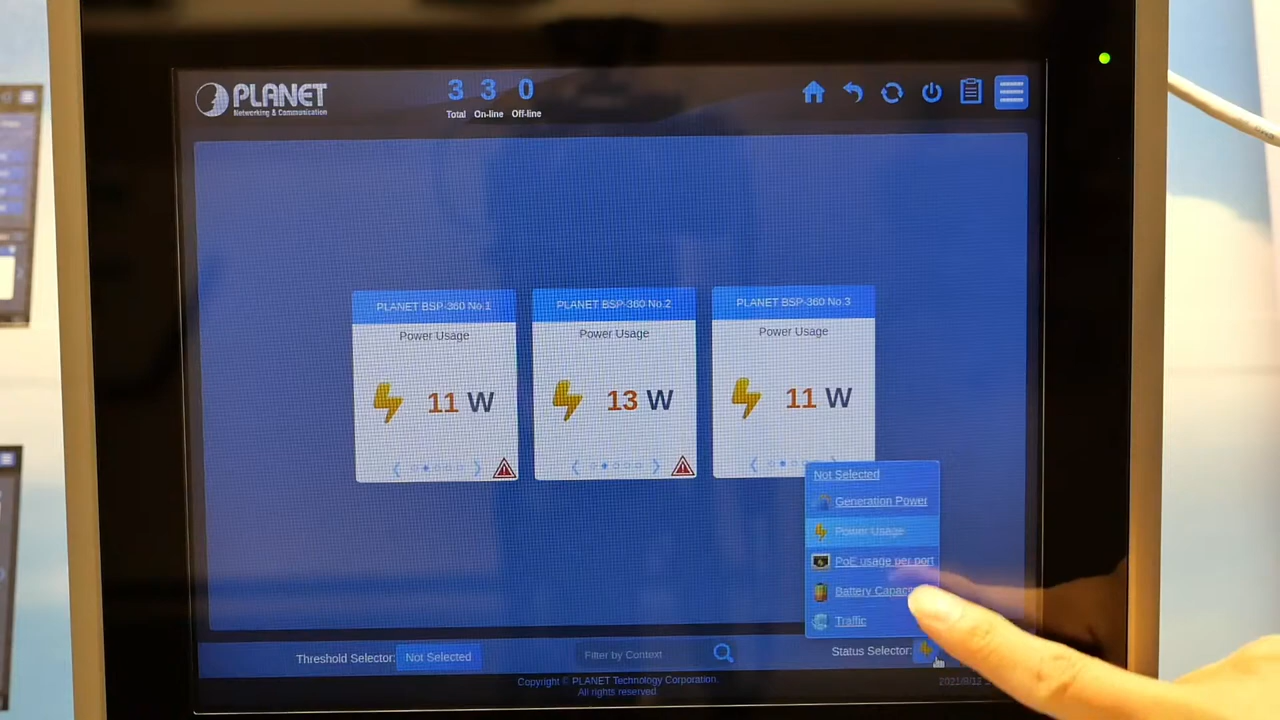 PLANET
Networking & Communication
3 3 0
Total On-line Off-line
PLANET BSP-360 No.1
Power Usage
11 W
PLANET BSP-360 No.2
Power Usage
13 W
PLANET BSP-360 No.3
Power Usage
11 W
Not Selected
Generation Power
Power Usage
PoE usage per port
Battery
Traffic
Threshold Selector: Not Selected
Filter by Context
Status Selector:
Copyright © PLANET Technology Corporation.
All rights reserved.